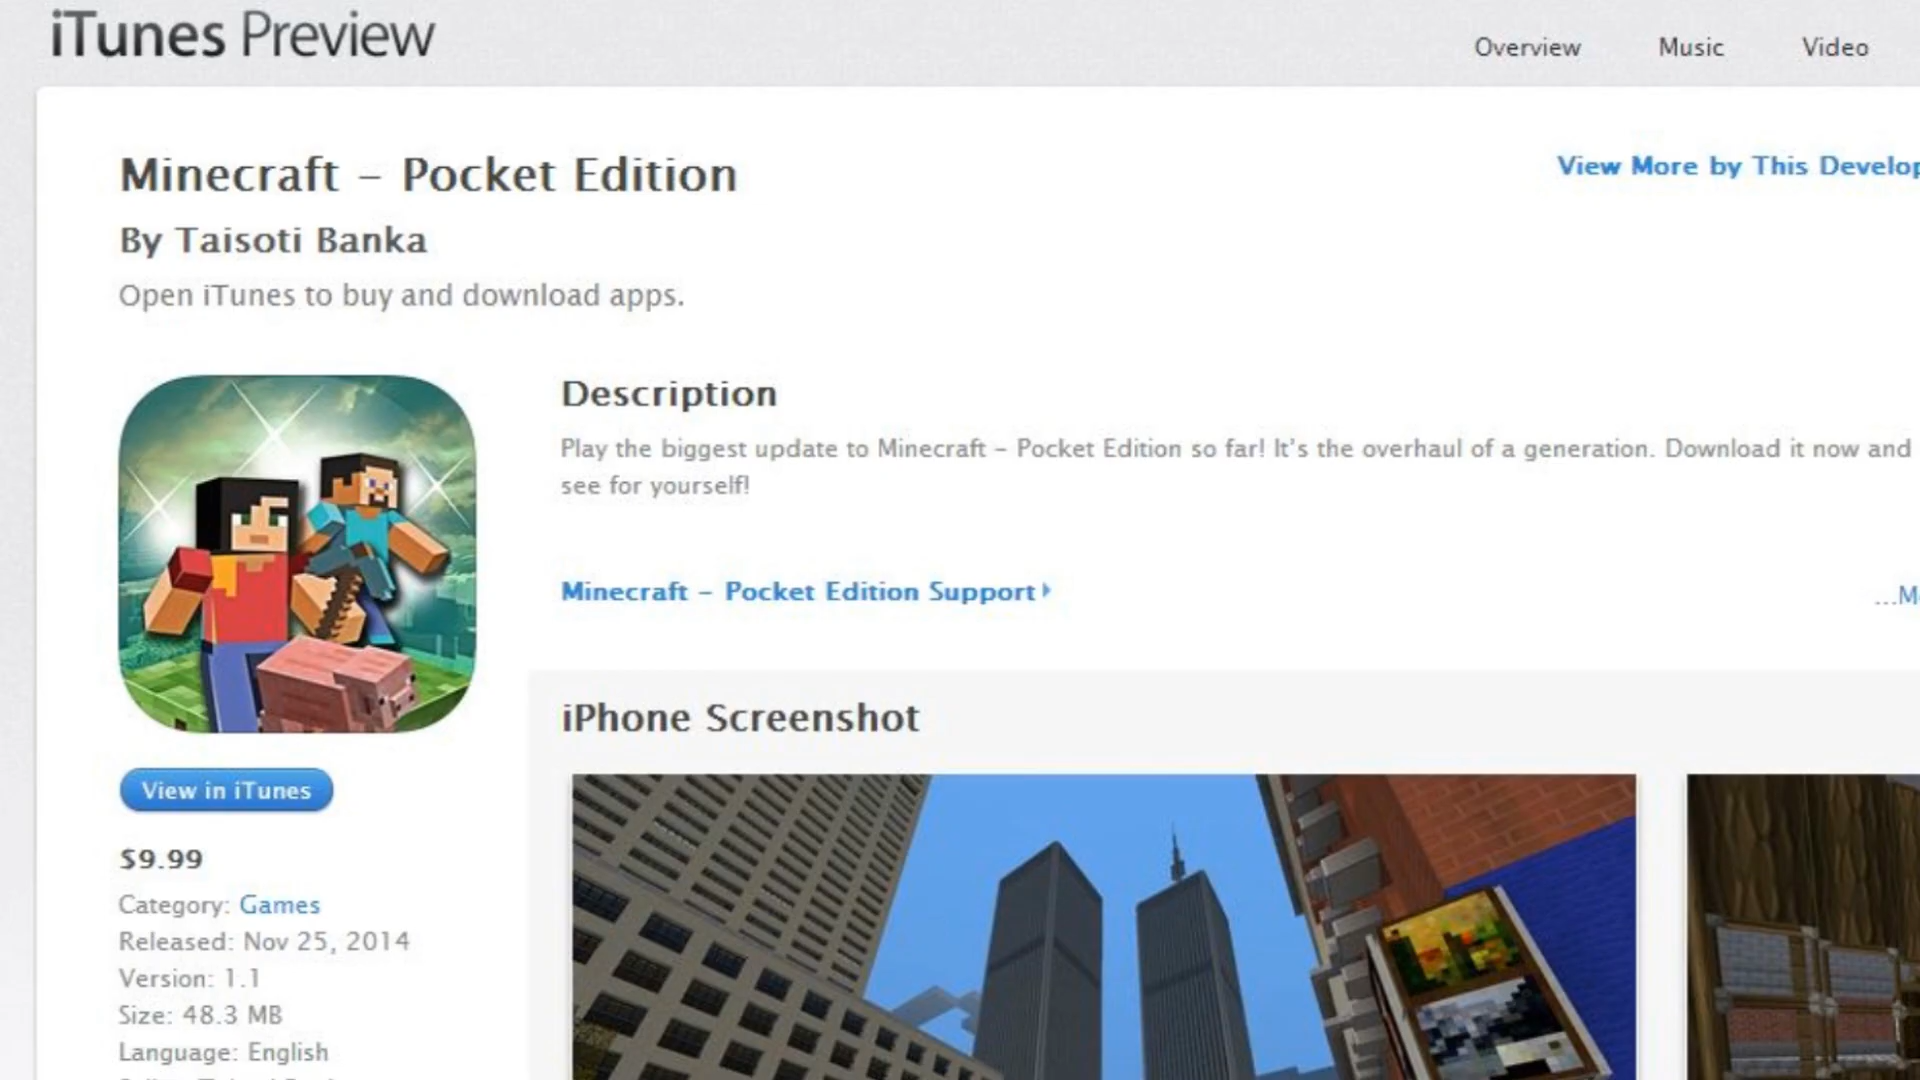 iTunes Preview
Overview Music Video
Minecraft – Pocket Edition
View More by This Develop
By Taisoti Banka
Open iTunes to buy and download apps.
Description
Play the biggest update to Minecraft – Pocket Edition so far! It's the overhaul of a generation. Download it now and
see for yourself!
Minecraft – Pocket Edition Support
...Mo
iPhone Screenshot
View in iTunes
$9.99
Category: Games
Released: Nov 25, 2014
Version: 1.1
Size: 48.3 MB
Language: English